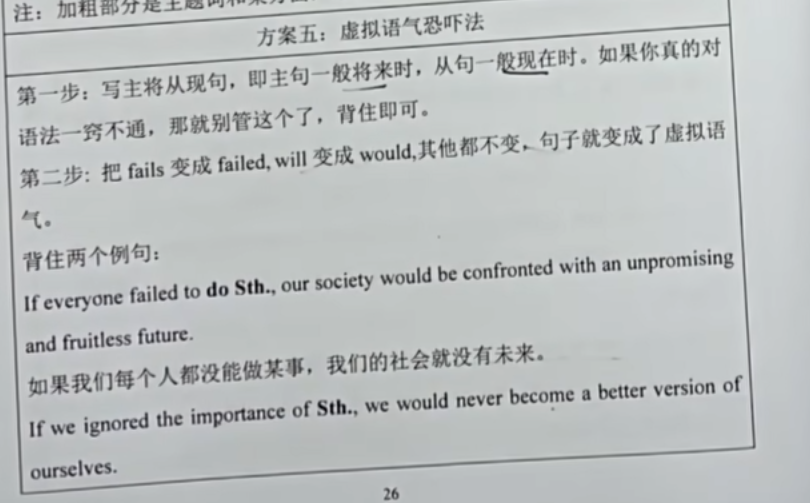 注：加粗部分是主题词和
方案五：虚拟语气恐吓法
第一步：写主将从现句，即主句一般将来时，从句一般现在时。如果你真的对
语法一窍不通，那就别管这个了，背住即可。
第二步：把 fails 变成 failed, will 变成 would,其他都不变，句子就变成了虚拟语
气。
背住两个例句：
If everyone failed to do Sth., our society would be confronted with an unpromising
and fruitless future.
如果我们每个人都没能做某事，我们的社会就没有未来。
If we ignored the importance of Sth., we would never become a better version of
ourselves.
26